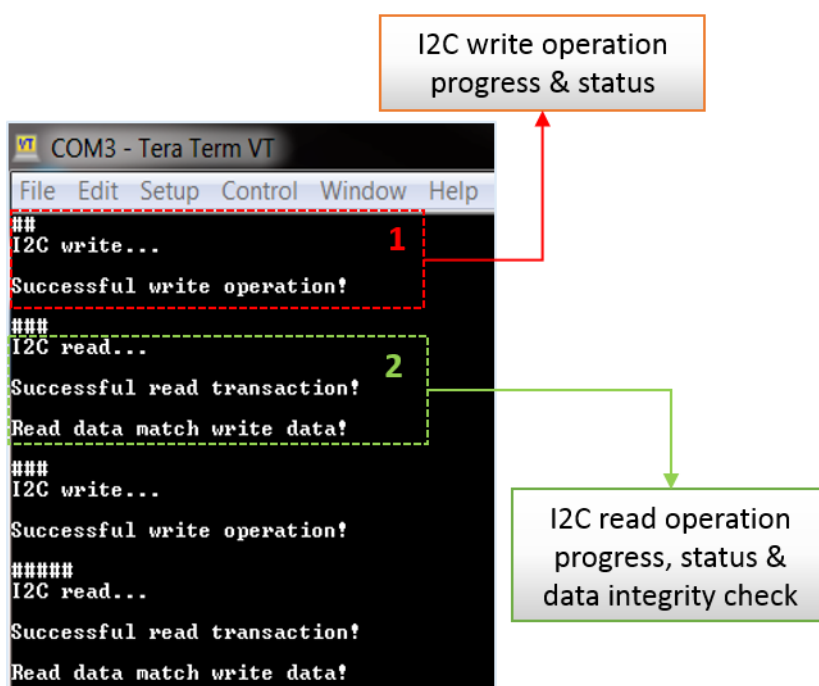 I2C write operation
progress & status
VT
COM3 - Tera Term VT
File Edit Setup Control Window Help
##
I2C write...
1
Successful write operation!
###
I2C read...
2
Successful read transaction!
Read data match write data!
###
I2C write...
Successful write operation!
#####
I2C read...
Successful read transaction!
Read data match write data!
I2C read operation
progress, status &
data integrity check